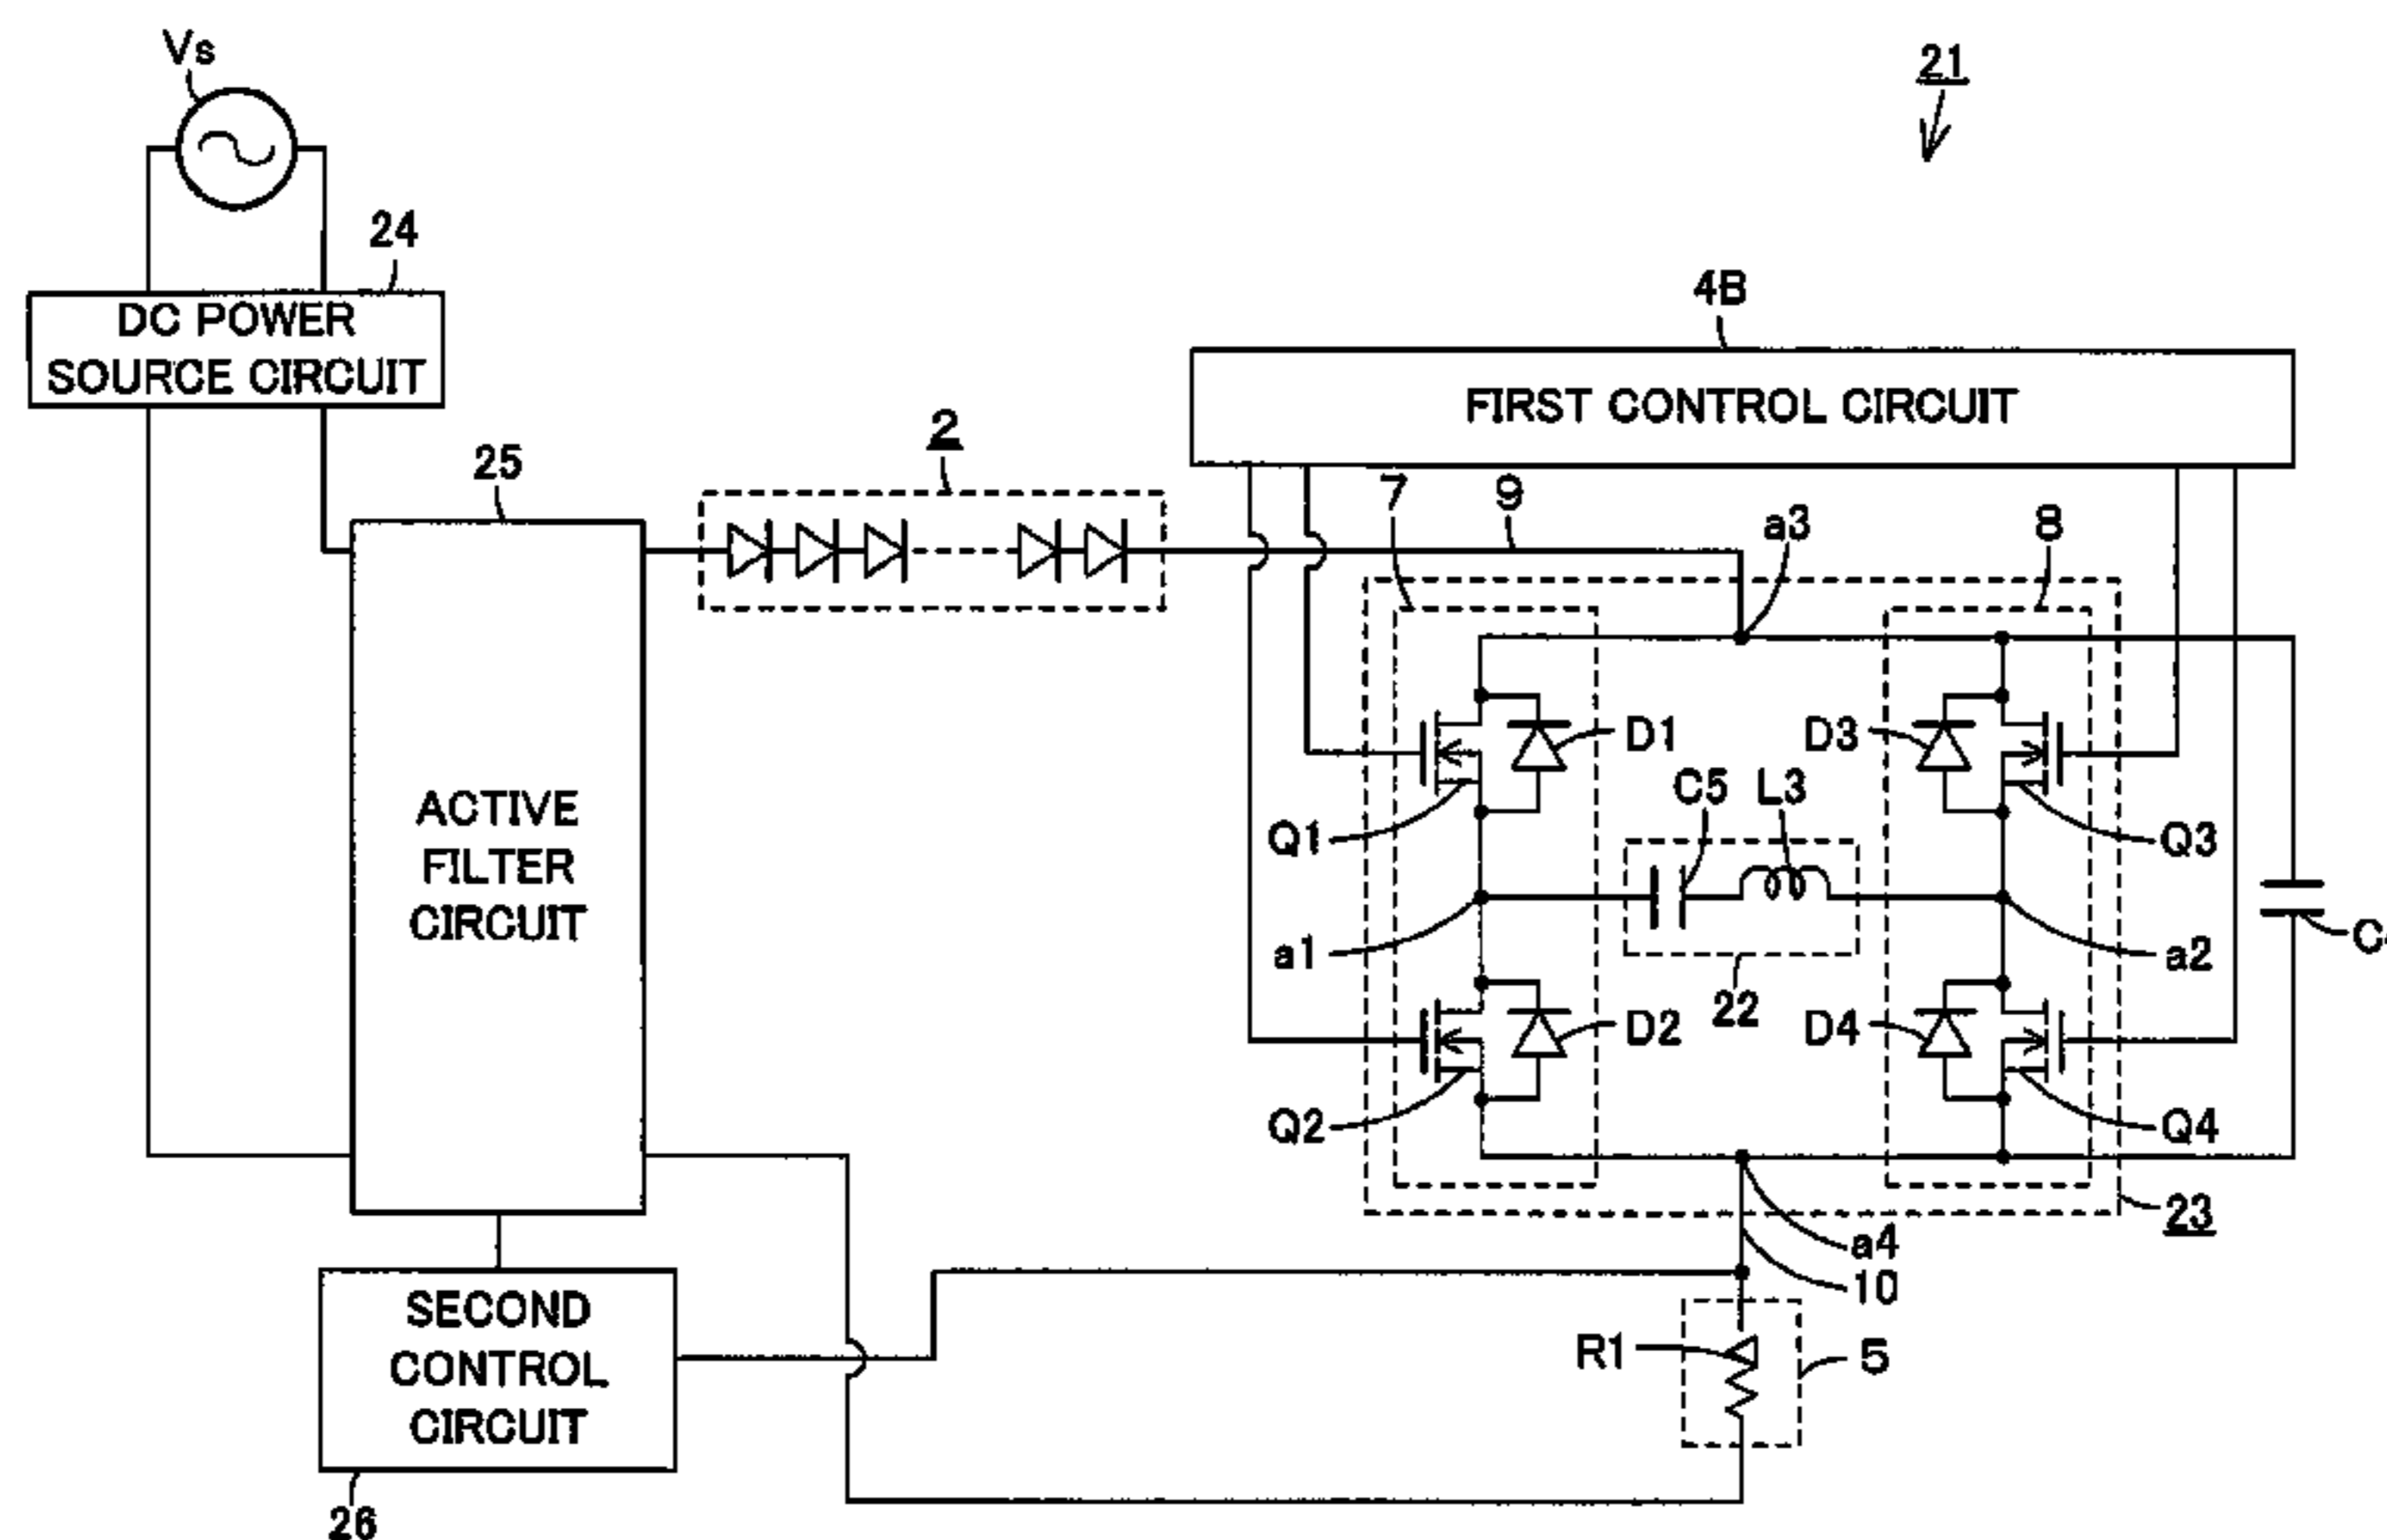 Vs
21
24
DC POWER
SOURCE CIRCUIT
4B
FIRST CONTROL CIRCUIT
2
25
7
9
a3
8
ACTIVE
FILTER
CIRCUIT
D1
D3
C5
L3
Q1
Q3
a1
a2
22
D2
D4
Q2
Q4
23
a4
10
SECOND
CONTROL
CIRCUIT
R1
5
26